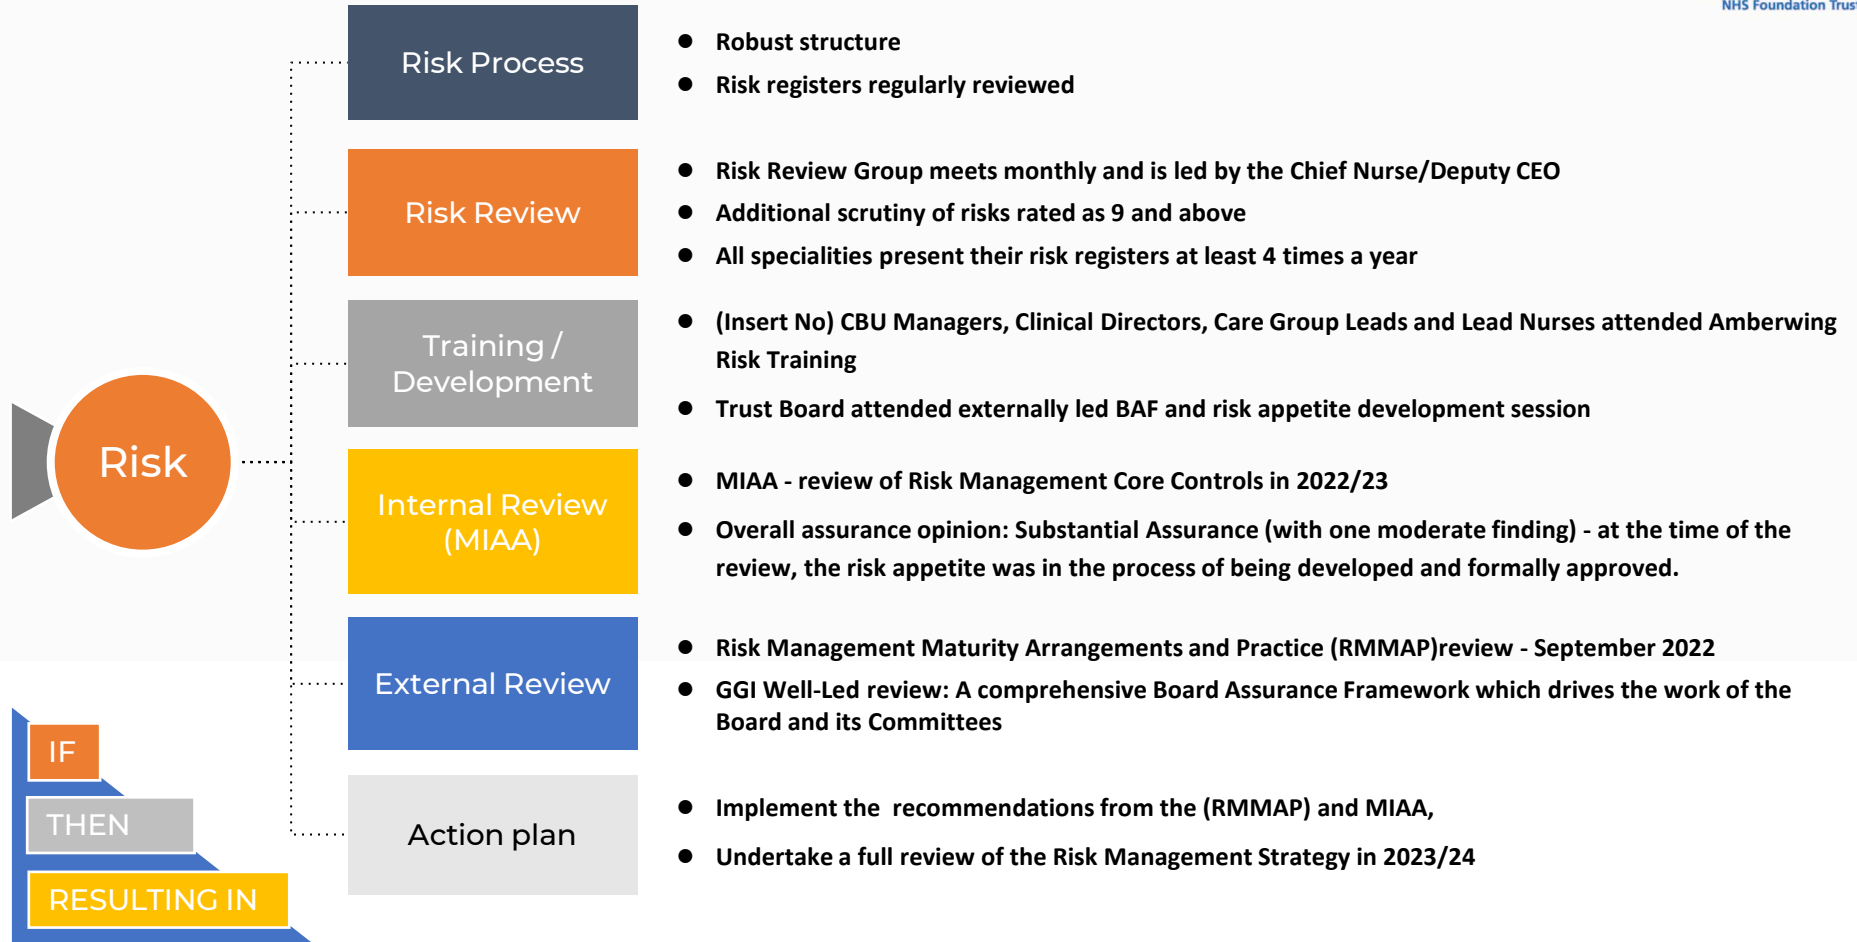 NHS Foundation Trust
Risk Process
● Robust structure
● Risk registers regularly reviewed
Risk Review
● Risk Review Group meets monthly and is led by the Chief Nurse/Deputy CEO
● Additional scrutiny of risks rated as 9 and above
● All specialities present their risk registers at least 4 times a year
Training /
Development
● (Insert No) CBU Managers, Clinical Directors, Care Group Leads and Lead Nurses attended Amberwing
Risk Training
● Trust Board attended externally led BAF and risk appetite development session
Risk
Internal Review
(MIAA)
● MIAA - review of Risk Management Core Controls in 2022/23
● Overall assurance opinion: Substantial Assurance (with one moderate finding) - at the time of the
review, the risk appetite was in the process of being developed and formally approved.
External Review
● Risk Management Maturity Arrangements and Practice (RMMAP)review - September 2022
● GGI Well-Led review: A comprehensive Board Assurance Framework which drives the work of the
Board and its Committees
Action plan
● Implement the  recommendations from the (RMMAP) and MIAA,
● Undertake a full review of the Risk Management Strategy in 2023/24
IF
THEN
RESULTING IN